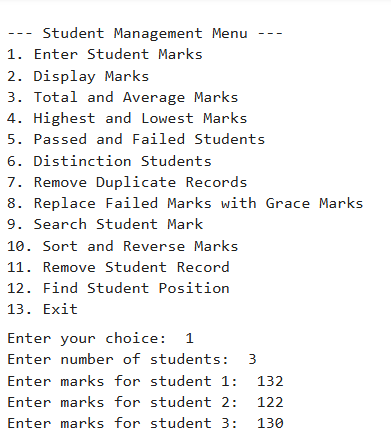 --- Student Management Menu ---
1. Enter Student Marks
2. Display Marks
3. Total and Average Marks
4. Highest and Lowest Marks
5. Passed and Failed Students
6. Distinction Students
7. Remove Duplicate Records
8. Replace Failed Marks with Grace Marks
9. Search Student Mark
10. Sort and Reverse Marks
11. Remove Student Record
12. Find Student Position
13. Exit
Enter your choice:  1
Enter number of students:  3
Enter marks for student 1:  132
Enter marks for student 2:  122
Enter marks for student 3:  130